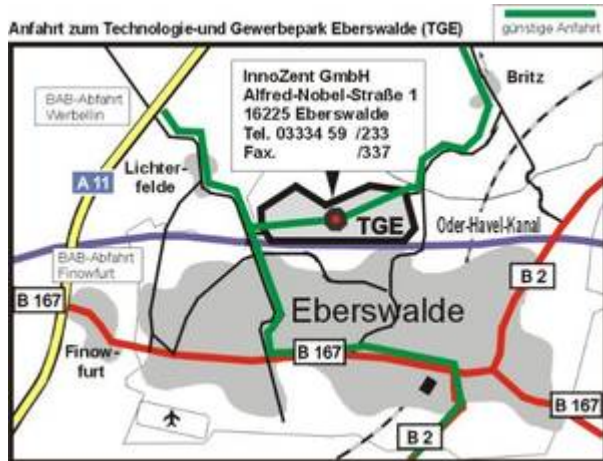 Anfahrt zum Technologie-und Gewerbepark Eberswalde (TGE)
günstige Anfahrt
InnoZent GmbH
Alfred-Nobel-Straße 1
16225 Eberswalde
Tel. 03334 59 /233
Fax. /337
Britz
BAB-Abfahrt
Werbellin
Lichter-
felde
A 11
TGE
Oder-Havel-Kanal
BAB-Abfahrt
Finowfurt
B 2
B 167
Eberswalde
Finow-
furt
B 167
B 167
B 2